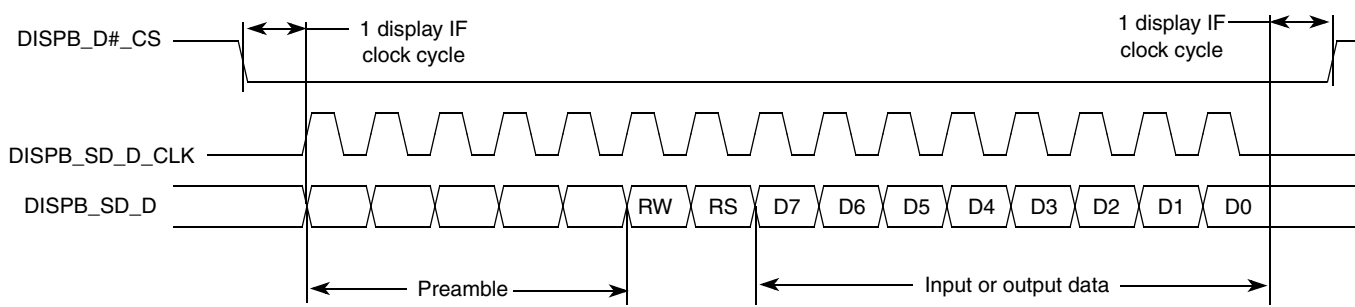 DISPB_D#_CS
1 display IF
clock cycle
1 display IF
clock cycle
DISPB_SD_D_CLK
DISPB_SD_D
RW RS D7 D6 D5 D4 D3 D2 D1 D0
Preamble
Input or output data